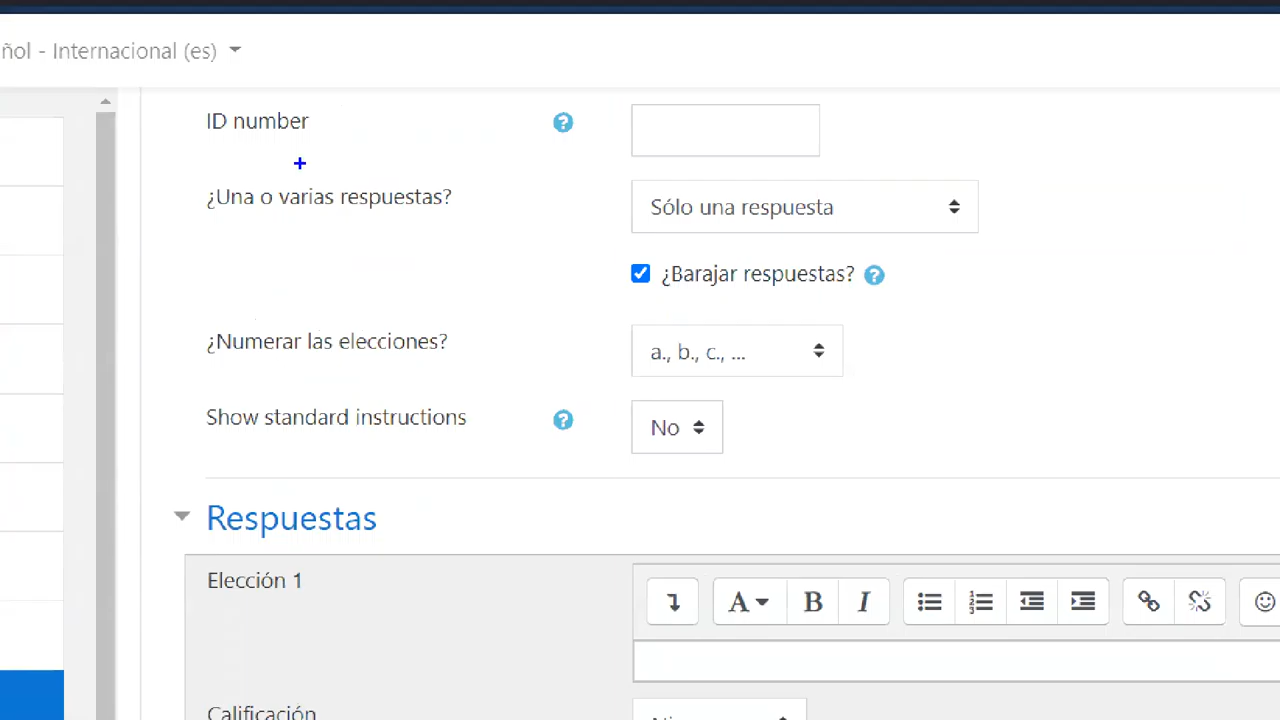 ñol - Internacional (es)
ID number
¿Una o varias respuestas?
Sólo una respuesta
¿Barajar respuestas?
¿Numerar las elecciones?
a., b., c., ...
Show standard instructions
No
Respuestas
Elección 1
A B I
Calificación